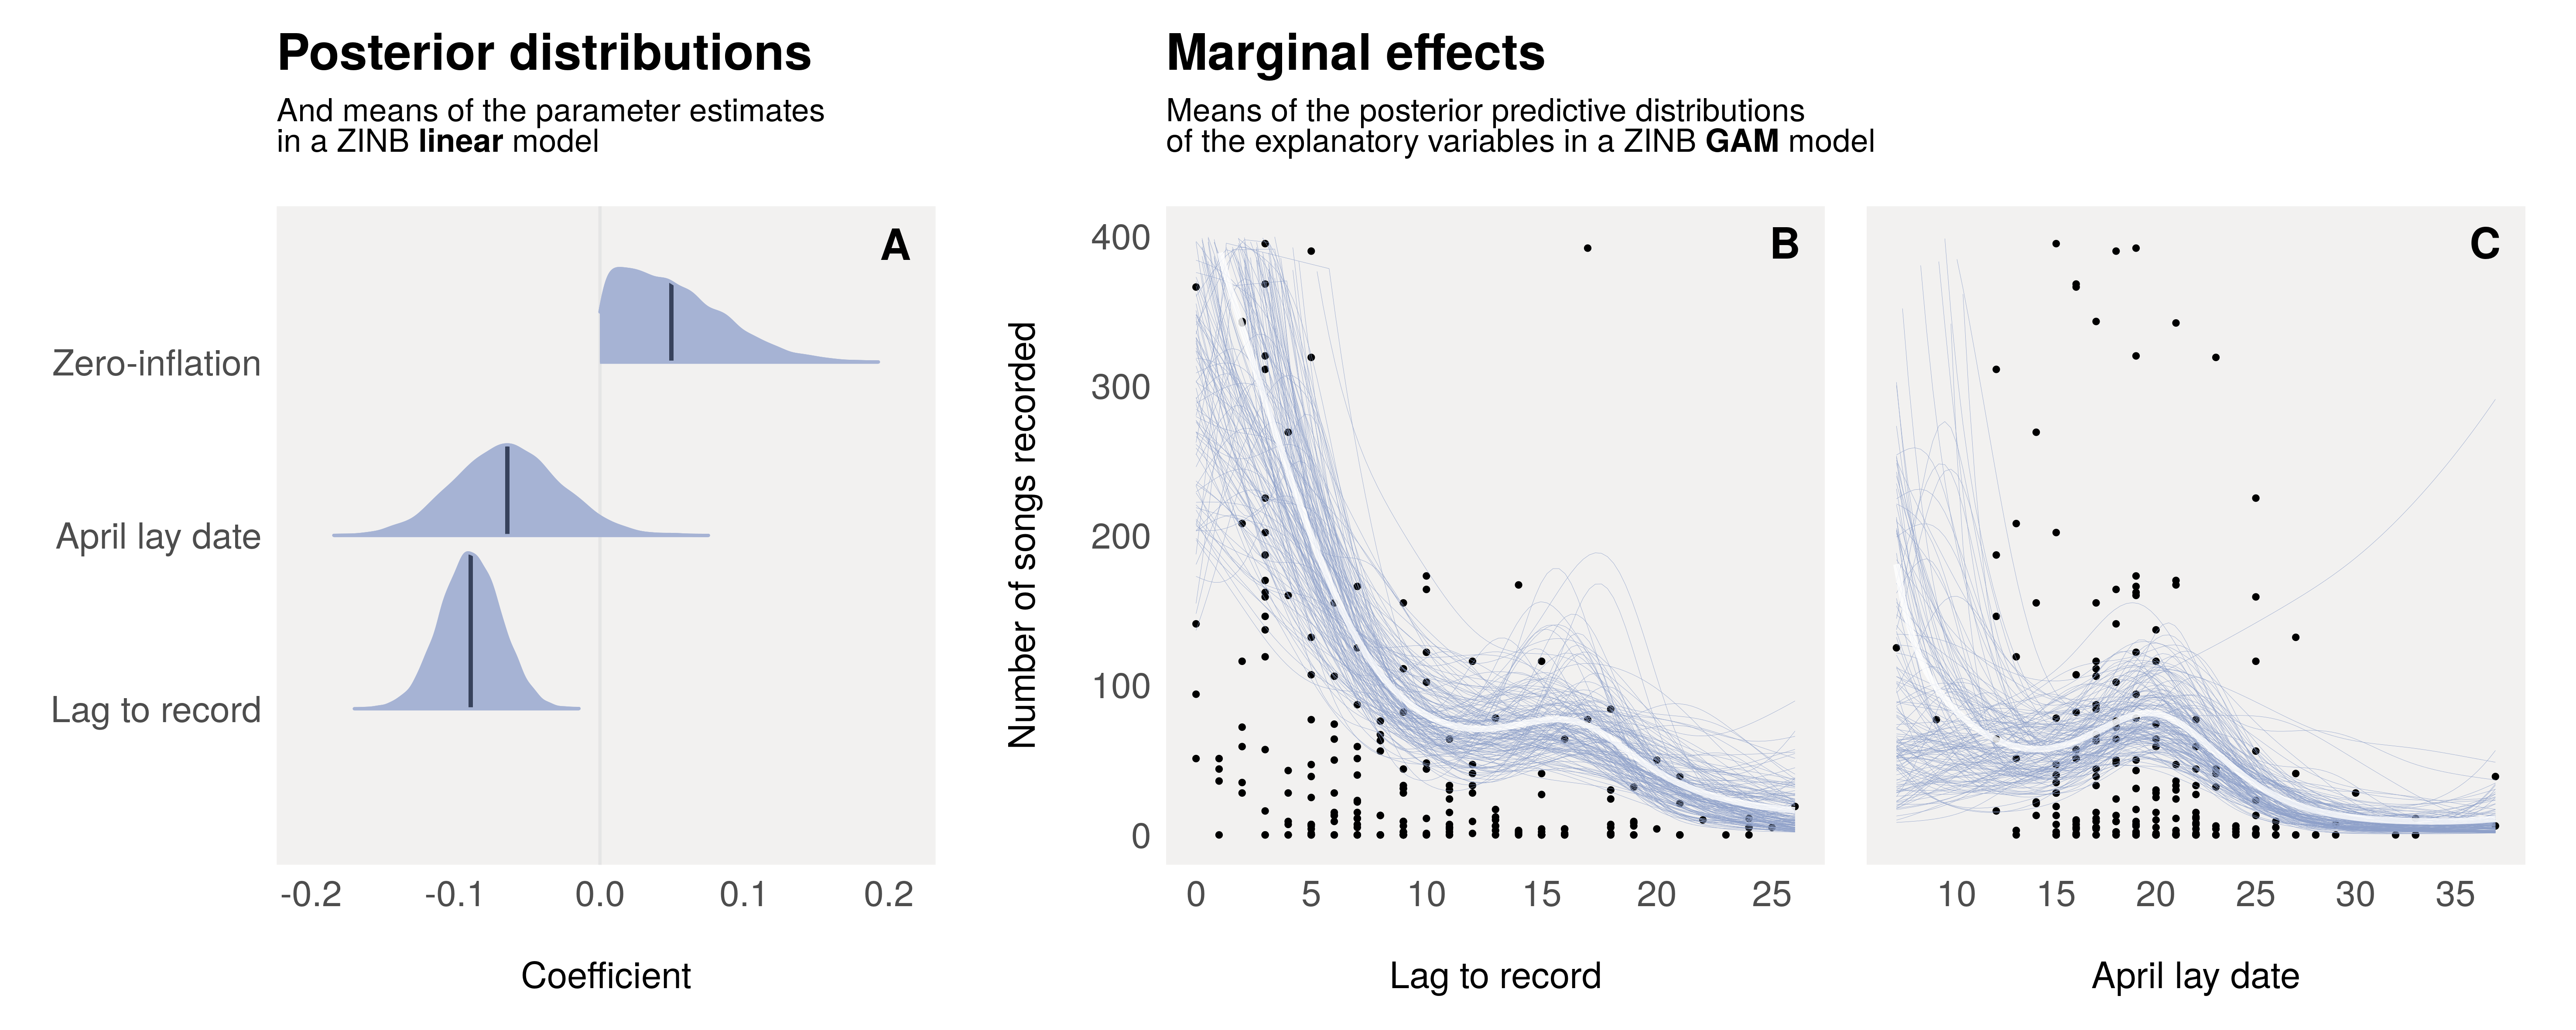 Posterior distributions
And means of the parameter estimates
in a ZINB linear model
A
Zero-inflation
April lay date
Lag to record
-0.2 -0.1 0.0 0.1 0.2
Coefficient
Marginal effects
Means of the posterior predictive distributions
of the explanatory variables in a ZINB GAM model
Number of songs recorded
400
300
200
100
0
B
0 5 10 15 20 25
Lag to record
C
10 15 20 25 30 35
April lay date